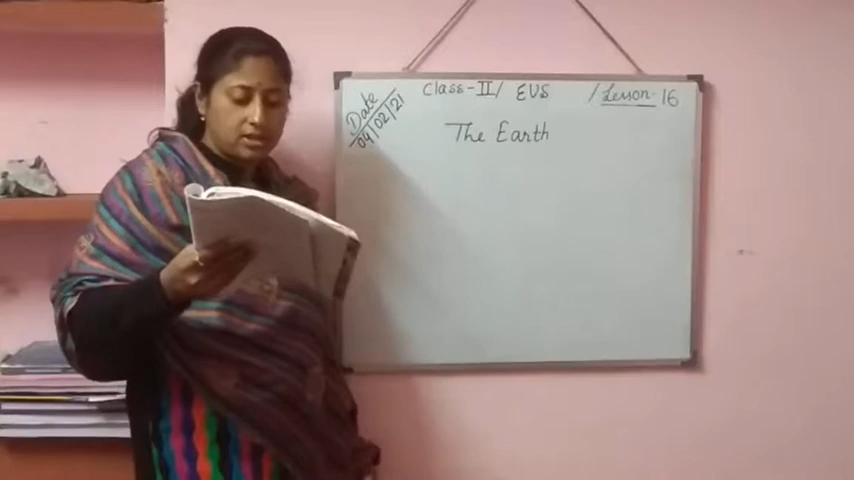 Date
04/02/21
Class-II/ EVS /Lesson-16
The Earth